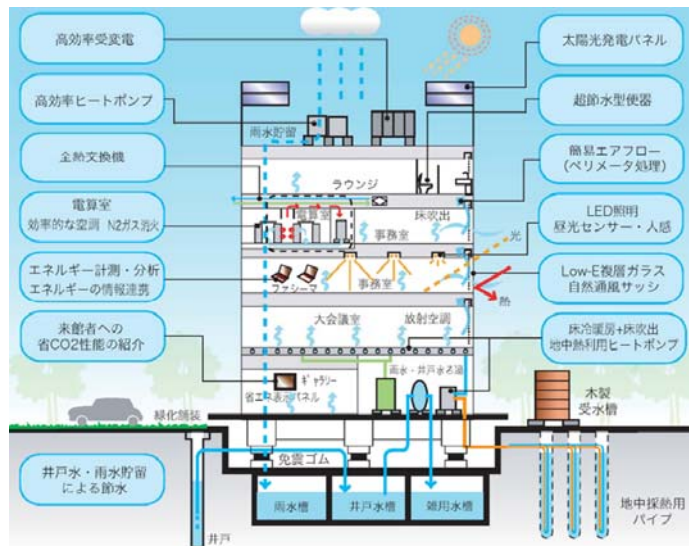 高効率受変電
太陽光発電パネル
高効率ヒートポンプ
雨水貯留
超節水型便器
全熱交換機
ラウンジ
簡易エアフロー
(ペリメータ処理)
電算室
効率的な空調 N2ガス消火
電算室
床吹出
事務室
LED照明
昼光センサー・人感
光
エネルギー計測・分析
エネルギーの情報連携
ファシーマ
事務室
Low-E複層ガラス
自然通風サッシ
熱
大会議室
放射空調
来館者への
省CO2性能の紹介
床冷暖房+床吹出
地中熱利用ヒートポンプ
ギャラリー
省エネ表示パネル
雨水・井戸水ろ過
木製
受水槽
緑化舗装
井戸水・雨水貯留
による節水
免震ゴム
雨水槽
井戸水槽
雑用水槽
井戸
地中採熱用
パイプ